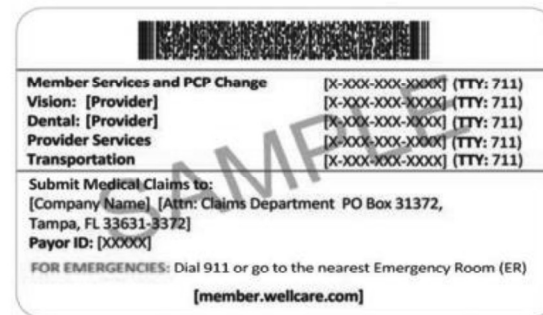 Member Services and PCP Change [X-XXX-XXX-XXXX] (TTY: 711)
Vision: [Provider] [X-XXX-XXX-XXXX] (TTY: 711)
Dental: [Provider] [X-XXX-XXX-XXXX] (TTY: 711)
Provider Services [X-XXX-XXX-XXXX] (TTY: 711)
Transportation [X-XXX-XXX-XXXX] (TTY: 711)
SAMPLE
Submit Medical Claims to:
[Company Name] [Attn: Claims Department PO Box 31372,
Tampa, FL 33631-3372]
Payor ID: [XXXXX]
FOR EMERGENCIES: Dial 911 or go to the nearest Emergency Room (ER)
[member.wellcare.com]